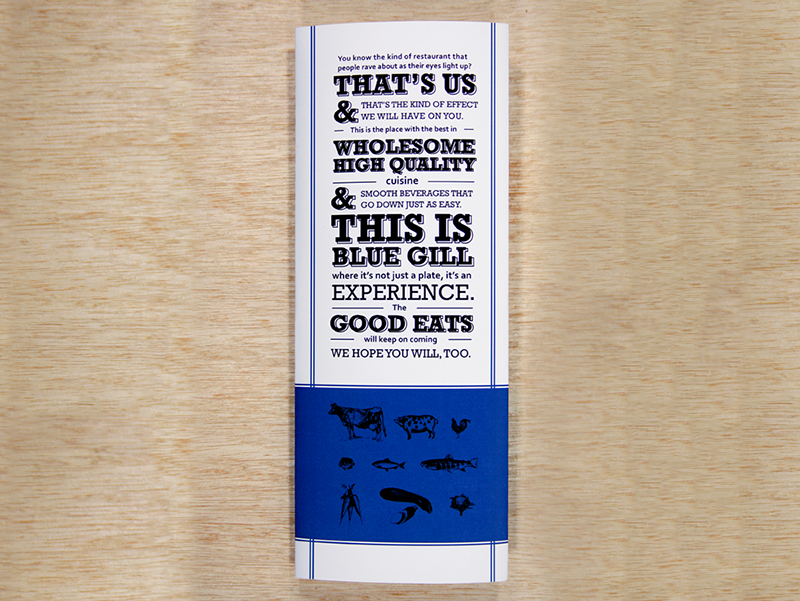 You know the kind of restaurant that
people rave about as their eyes light up?
THAT'S US
& THAT'S THE KIND OF EFFECT
WE WILL HAVE ON YOU.
This is the place with the best in
WHOLESOME
HIGH QUALITY
cuisine
& SMOOTH BEVERAGES THAT
GO DOWN JUST AS EASY.
THIS IS
BLUE GILL
where it's not just a plate, it's an
EXPERIENCE.
The
GOOD EATS
will keep on coming
WE HOPE YOU WILL, TOO.